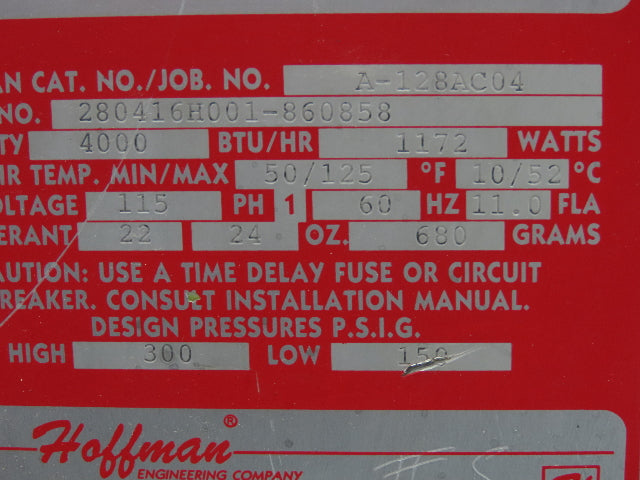 AN CAT. NO./JOB. NO. A-128AC04
NO. 280416H001-860858
TY 4000 BTU/HR 1172 WATTS
IR TEMP. MIN/MAX 50/125 °F 10/52 °C
OLTAGE 115 PH 1 60 HZ 11.0 FLA
ERANT 22 24 OZ. 680 GRAMS
AUTION: USE A TIME DELAY FUSE OR CIRCUIT
REAKER. CONSULT INSTALLATION MANUAL.
DESIGN PRESSURES P.S.I.G.
HIGH 300 LOW 150
Hoffman ®
ENGINEERING COMPANY